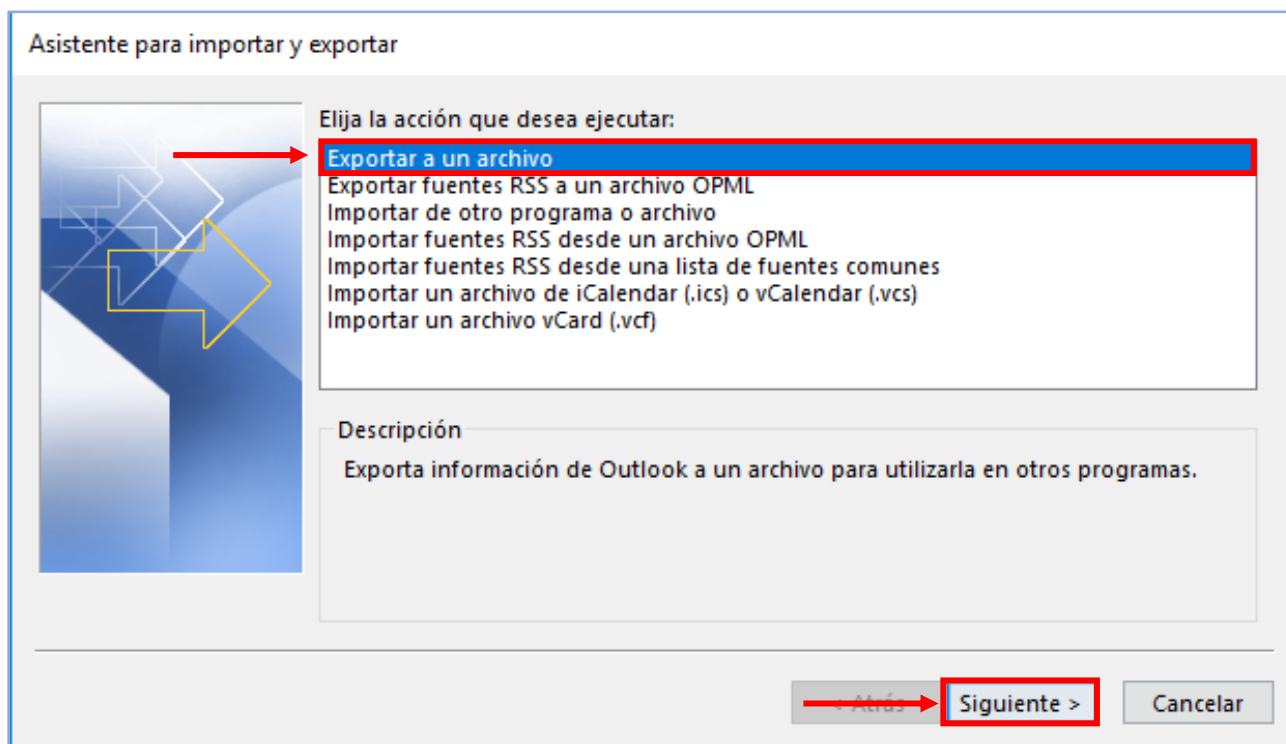 Asistente para importar y exportar
Elija la acción que desea ejecutar:
Exportar a un archivo
Exportar fuentes RSS a un archivo OPML
Importar de otro programa o archivo
Importar fuentes RSS desde un archivo OPML
Importar fuentes RSS desde una lista de fuentes comunes
Importar un archivo de iCalendar (.ics) o vCalendar (.vcs)
Importar un archivo vCard (.vcf)
Descripción
Exporta información de Outlook a un archivo para utilizarla en otros programas.
< Atrás Siguiente > Cancelar